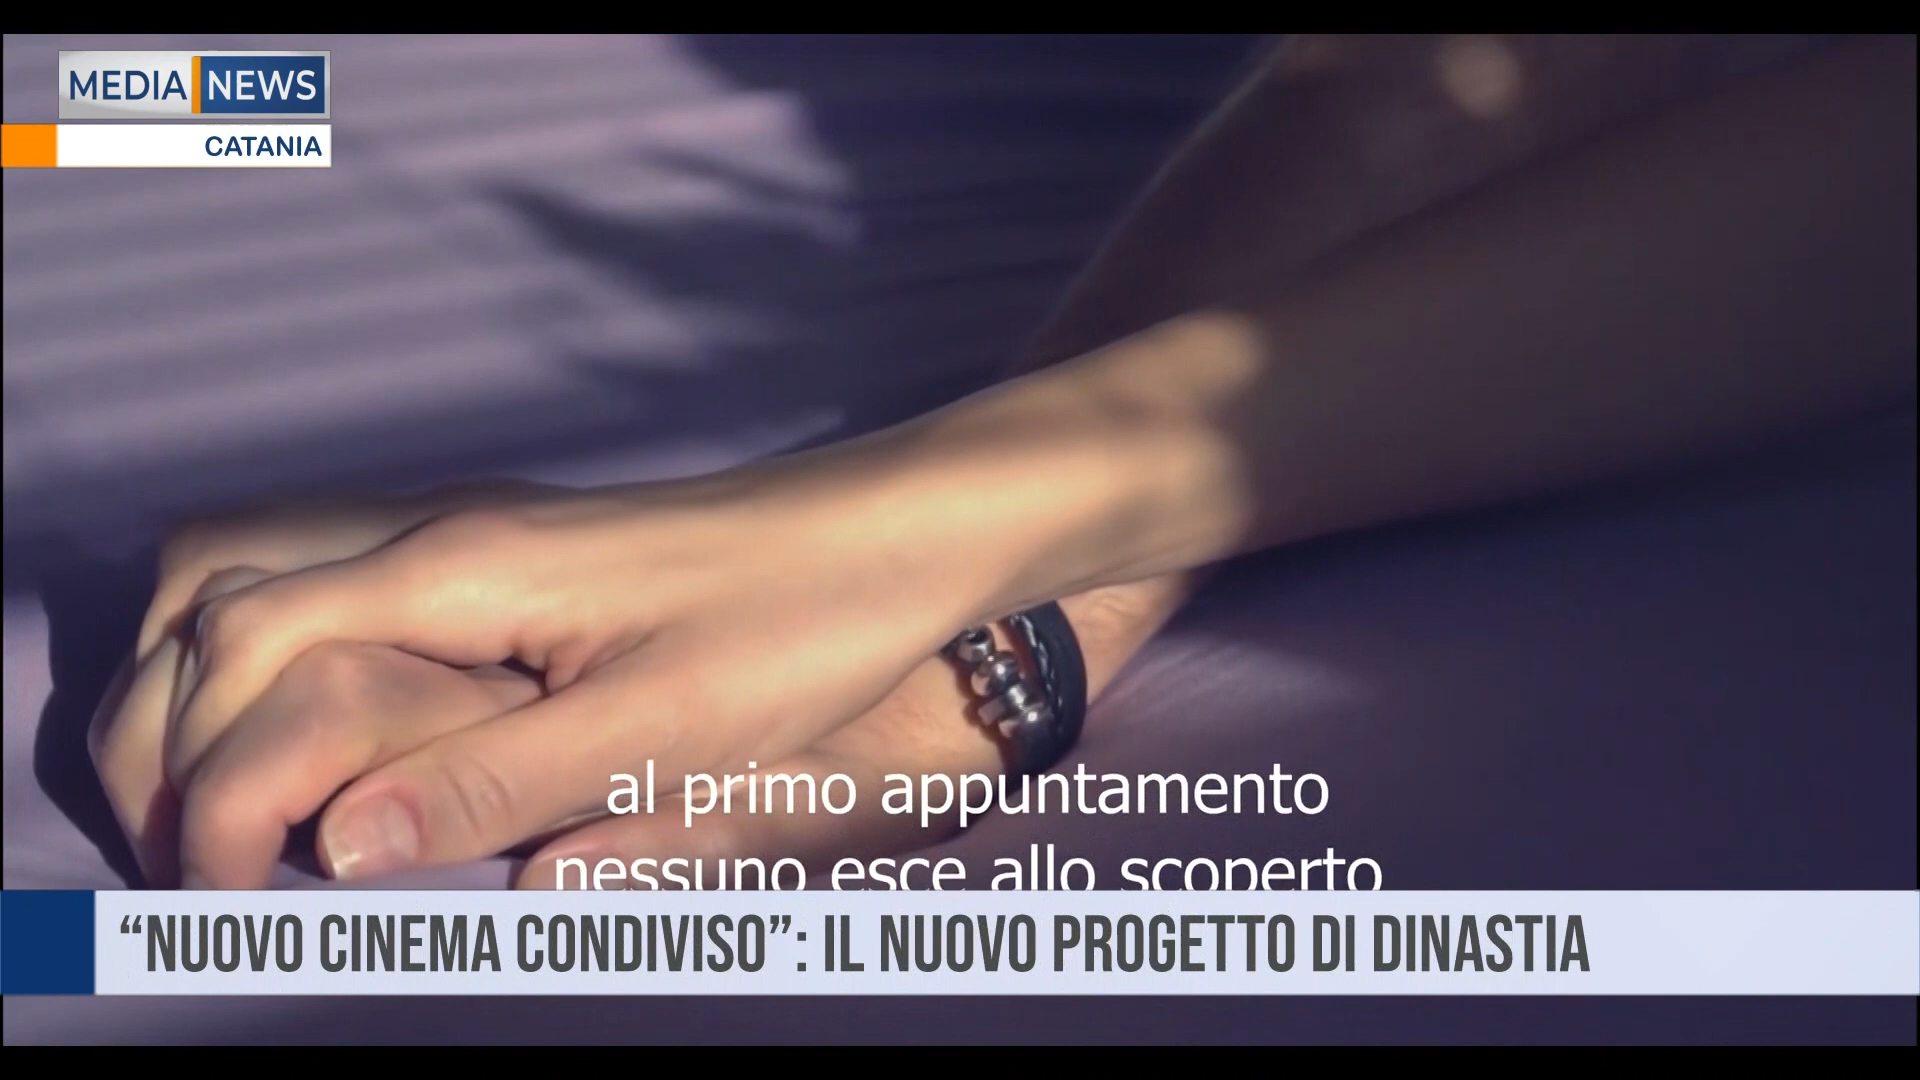 MEDIA NEWS
CATANIA
al primo appuntamento
nessuno esce allo scoperto
“NUOVO CINEMA CONDIVISO”: IL NUOVO PROGETTO DI DINASTIA